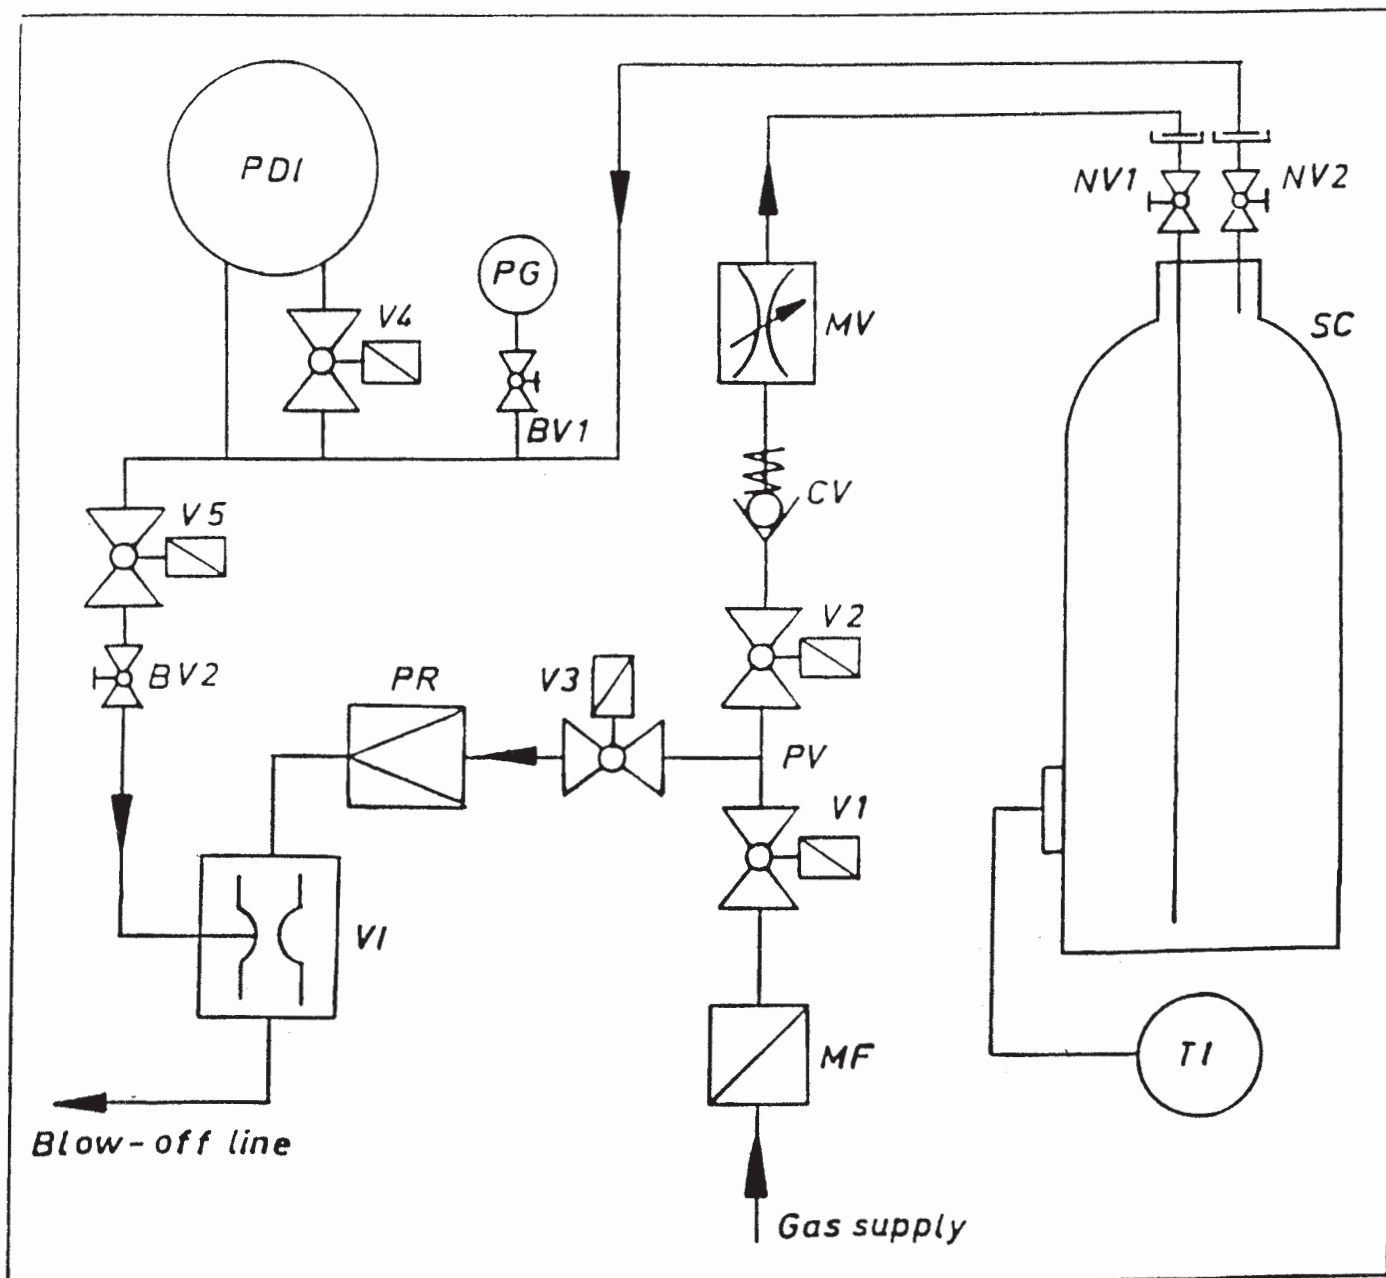 PDI
NV1
NV2
PG
V4
MV
SC
BV1
CV
V5
V2
BV2
PR
V3
PV
V1
VI
MF
TI
Blow-off line
Gas supply